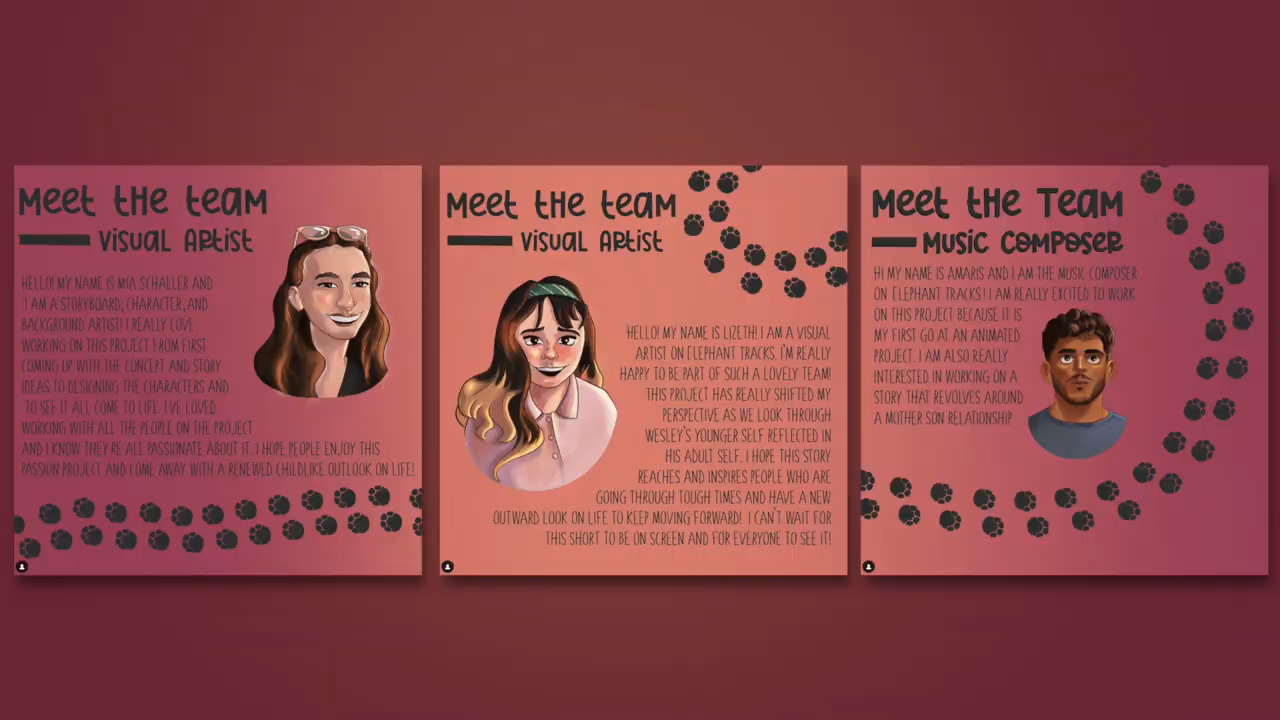 Meet the team
Visual Artist
HELLO! MY NAME IS MIA SCHALLER AND
I AM A STORYBOARD, CHARACTER, AND
BACKGROUND ARTIST! I REALLY LOVE
WORKING ON THIS PROJECT FROM FIRST
COMING UP WITH THE CONCEPT AND STORY
IDEAS TO DESIGNING THE CHARACTERS AND
TO SEE IT ALL COME TO LIFE. I'VE LOVED
WORKING WITH ALL THE PEOPLE ON THE PROJECT
AND I KNOW THEY'RE ALL PASSIONATE ABOUT IT. I HOPE PEOPLE ENJOY THIS
PASSION PROJECT AND COME AWAY WITH A RENEWED CHILDLIKE OUTLOOK ON LIFE!
Meet the team
Visual Artist
HELLO! MY NAME IS LIZETH! I AM A VISUAL
ARTIST ON ELEPHANT TRACKS. I'M REALLY
HAPPY TO BE PART OF SUCH A LOVELY TEAM!
THIS PROJECT HAS REALLY SHIFTED MY
PERSPECTIVE AS WE LOOK THROUGH
WESLEY'S YOUNGER SELF REFLECTED IN
HIS ADULT SELF. I HOPE THIS STORY
REACHES AND INSPIRES PEOPLE WHO ARE
GOING THROUGH TOUGH TIMES AND HAVE A NEW
OUTWARD LOOK ON LIFE TO KEEP MOVING FORWARD! I CAN'T WAIT FOR
THIS SHORT TO BE ON SCREEN AND FOR EVERYONE TO SEE IT!
Meet the Team
Music Composer
HI MY NAME IS AMARIS AND I AM THE MUSIC COMPOSER
ON ELEPHANT TRACKS! I AM REALLY EXCITED TO WORK
ON THIS PROJECT BECAUSE IT IS
MY FIRST GO AT AN ANIMATED
PROJECT. I AM ALSO REALLY
INTERESTED IN WORKING ON A
STORY THAT REVOLVES AROUND
A MOTHER SON RELATIONSHIP